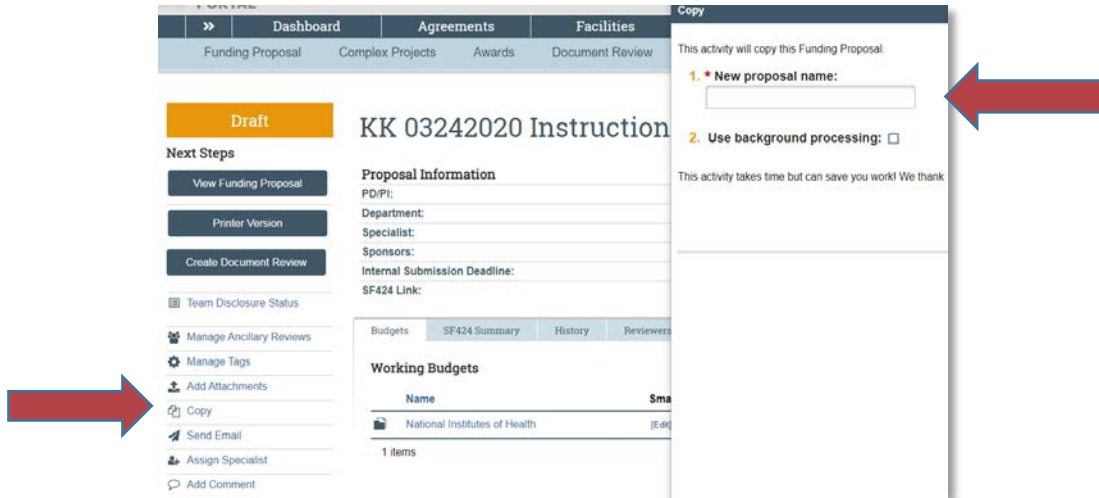 PORTAL
» Dashboard Agreements Facilities
Funding Proposal Complex Projects Awards Document Review
Draft
Next Steps
View Funding Proposal
Printer Version
Create Document Review
Team Disclosure Status
Manage Ancillary Reviews
Manage Tags
Add Attachments
Copy
Send Email
Assign Specialist
Add Comment
KK 03242020 Instruction
Proposal Information
PD/PI:
Department:
Specialist:
Sponsors:
Internal Submission Deadline:
SF424 Link:
Budgets SF424 Summary History Reviewers
Working Budgets
Name Sma
National Institutes of Health [Edit]
1 items
Copy
This activity will copy this Funding Proposal.
1. * New proposal name:
2. Use background processing:
This activity takes time but can save you work! We thank